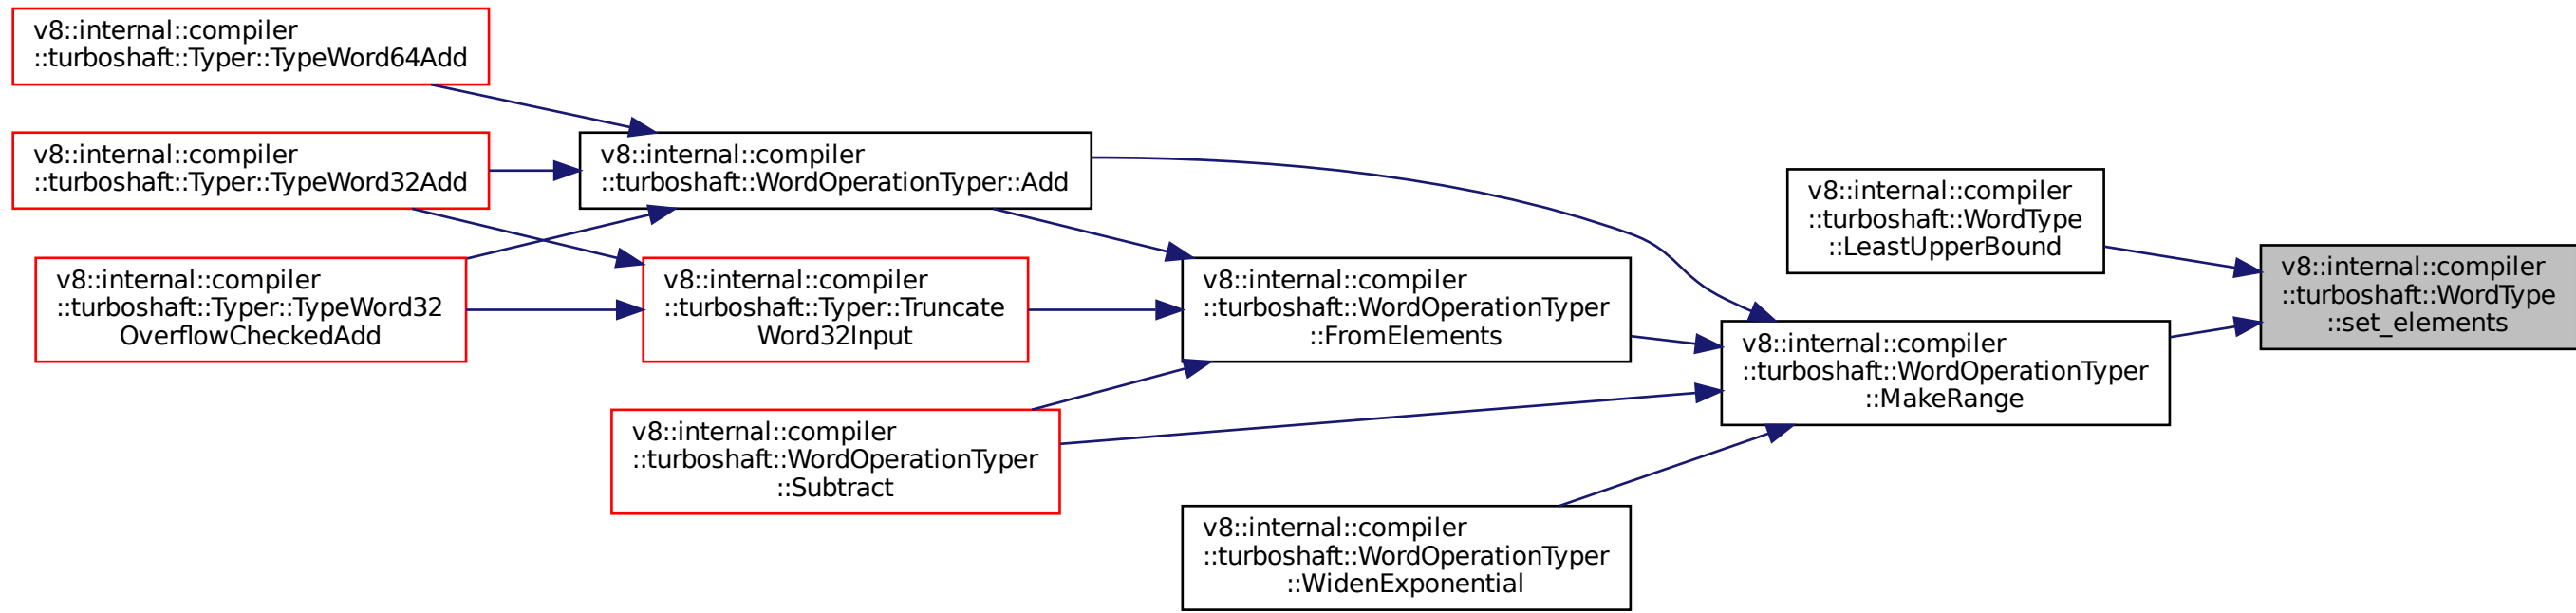 v8::internal::compiler
::turboshaft::Typer::TypeWord64Add
v8::internal::compiler
::turboshaft::Typer::TypeWord32Add
v8::internal::compiler
::turboshaft::Typer::TypeWord32
OverflowCheckedAdd
v8::internal::compiler
::turboshaft::WordOperationTyper::Add
v8::internal::compiler
::turboshaft::Typer::Truncate
Word32Input
v8::internal::compiler
::turboshaft::WordOperationTyper
::Subtract
v8::internal::compiler
::turboshaft::WordOperationTyper
::FromElements
v8::internal::compiler
::turboshaft::WordOperationTyper
::WidenExponential
v8::internal::compiler
::turboshaft::WordType
::LeastUpperBound
v8::internal::compiler
::turboshaft::WordOperationTyper
::MakeRange
v8::internal::compiler
::turboshaft::WordType
::set_elements